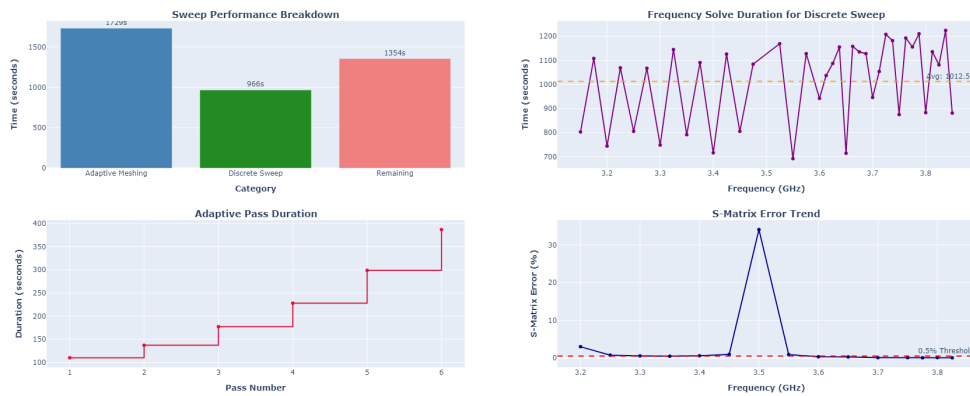 Sweep Performance Breakdown
1729s
966s
1354s
1500
1000
500
0
Time (seconds)
Adaptive Meshing
Discrete Sweep
Remaining
Category
Frequency Solve Duration for Discrete Sweep
1200
1100
1000
900
800
700
Time (seconds)
Avg: 1012.5
3.2
3.3
3.4
3.5
3.6
3.7
3.8
Frequency (GHz)
Adaptive Pass Duration
400
350
300
250
200
150
100
Duration (seconds)
1
2
3
4
5
6
Pass Number
S-Matrix Error Trend
30
20
10
0
S-Matrix Error (%)
0.5% Threshol
3.2
3.3
3.4
3.5
3.6
3.7
3.8
Frequency (GHz)